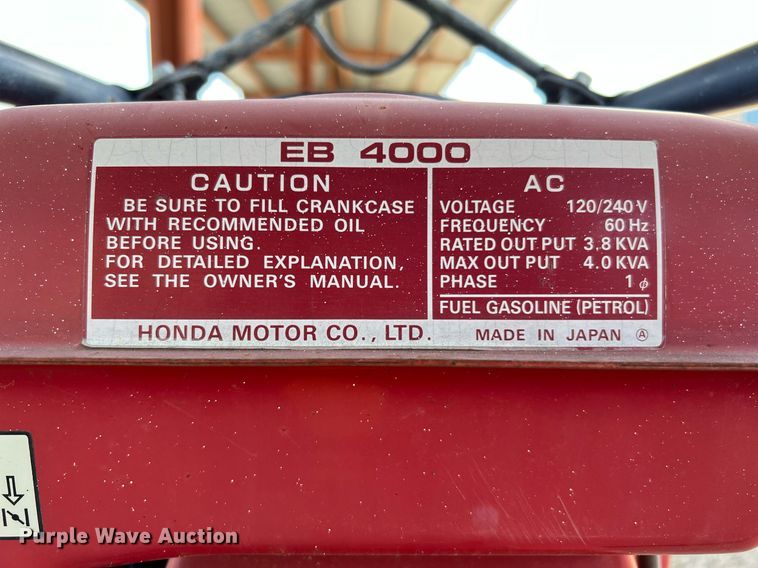 EB 4000
CAUTION
BE SURE TO FILL CRANKCASE
WITH RECOMMENDED OIL
BEFORE USING.
FOR DETAILED EXPLANATION,
SEE THE OWNER'S MANUAL.
AC
VOLTAGE 120/240 V
FREQUENCY 60 Hz
RATED OUT PUT 3.8 KVA
MAX OUT PUT 4.0 KVA
PHASE 1 ϕ
FUEL GASOLINE (PETROL)
HONDA MOTOR CO., LTD. MADE IN JAPAN Ⓐ
Purple Wave Auction